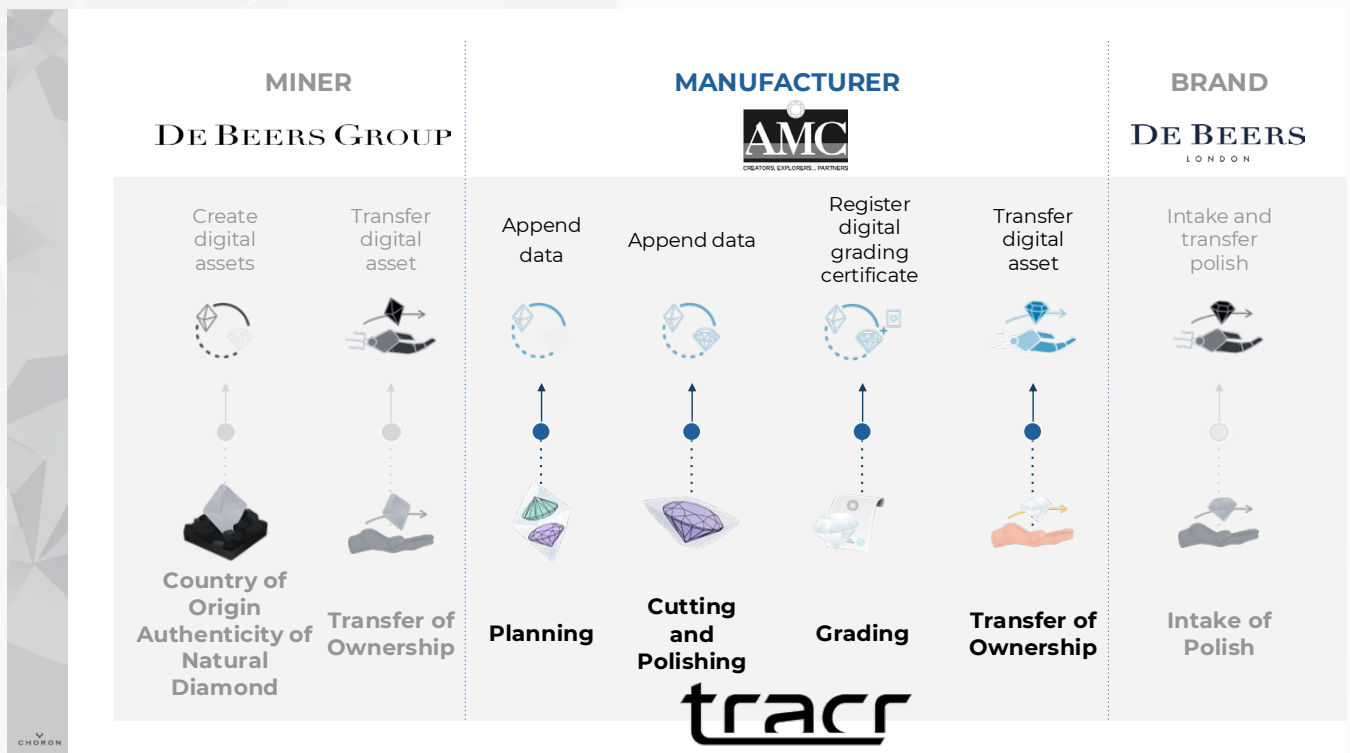 MINER
DE BEERS GROUP
MANUFACTURER
AMC
CREATORS, EXPLORERS... PARTNERS
BRAND
DE BEERS
LONDON
Create
digital
assets
Transfer
digital
asset
Append
data
Append data
Register
digital
grading
certificate
Transfer
digital
asset
Intake and
transfer
polish
Country of
Origin
Authenticity of
Natural
Diamond
Transfer of
Ownership
Planning
Cutting
and
Polishing
Grading
Transfer of
Ownership
Intake of
Polish
tracr
CHORON